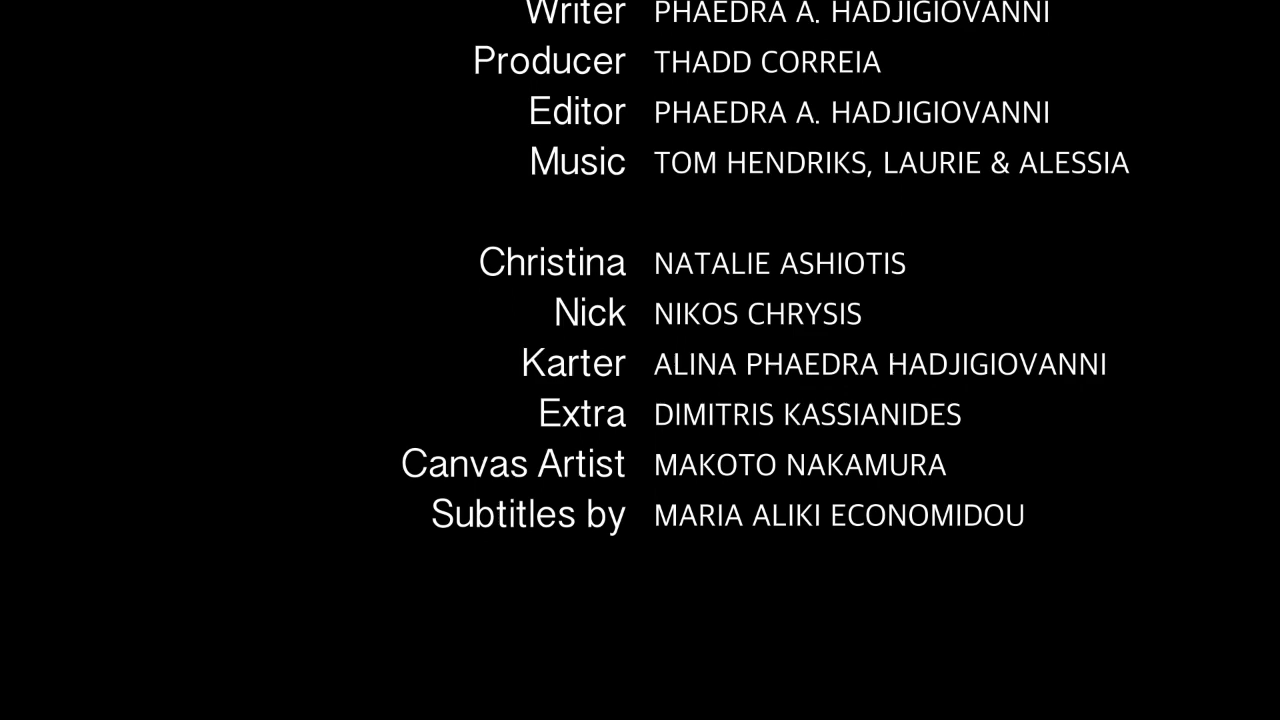 Writer PHAEDRA A. HADJIGIOVANNI
Producer THADD CORREIA
Editor PHAEDRA A. HADJIGIOVANNI
Music TOM HENDRIKS, LAURIE & ALESSIA
Christina NATALIE ASHIOTIS
Nick NIKOS CHRYSIS
Karter ALINA PHAEDRA HADJIGIOVANNI
Extra DIMITRIS KASSIANIDES
Canvas Artist MAKOTO NAKAMURA
Subtitles by MARIA ALIKI ECONOMIDOU